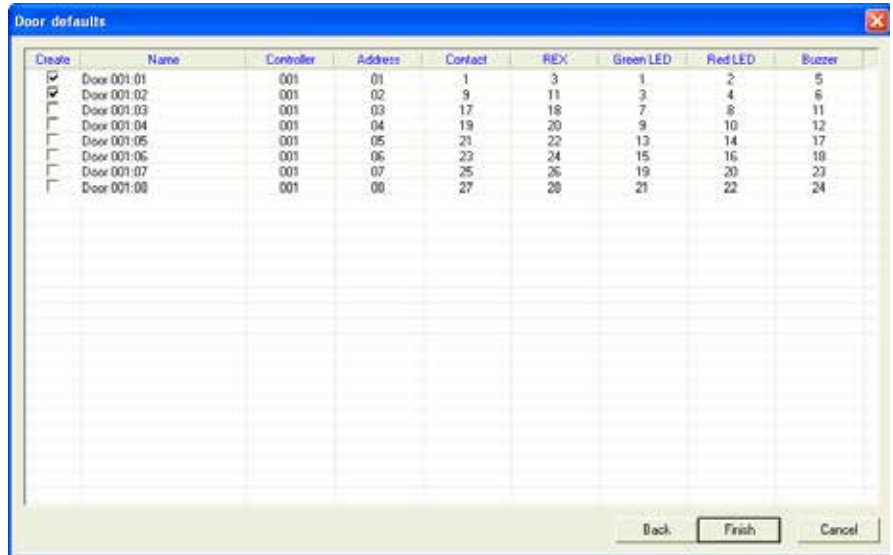 Door defaults
Create Name Controller Address Contact REX Green LED Red LED Buzzer
Door 001:01 001 01 1 3 1 2 5
Door 001:02 001 02 9 11 3 4 6
Door 001:03 001 03 17 18 7 8 11
Door 001:04 001 04 19 20 9 10 12
Door 001:05 001 05 21 22 13 14 17
Door 001:06 001 06 23 24 15 16 18
Door 001:07 001 07 25 26 19 20 23
Door 001:08 001 08 27 28 21 22 24
Back Finish Cancel